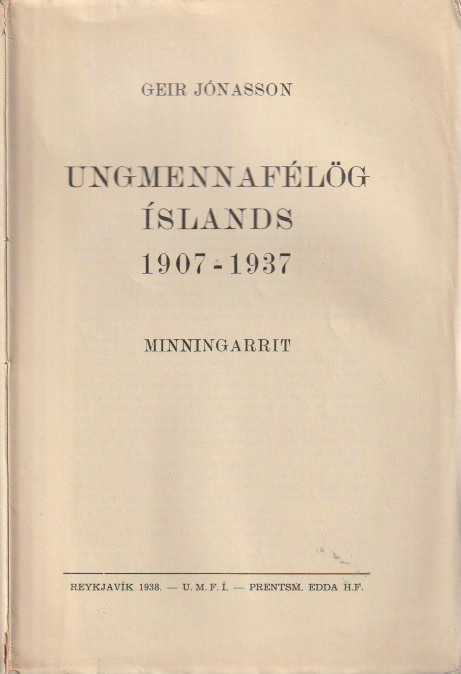 GEIR JÓNASSON
UNGMENNAFÉLÖG
ÍSLANDS
1907-1937
MINNINGARRIT
REYKJAVÍK 1938. — U. M. F. Í. — PRENTSM. EDDA H.F.